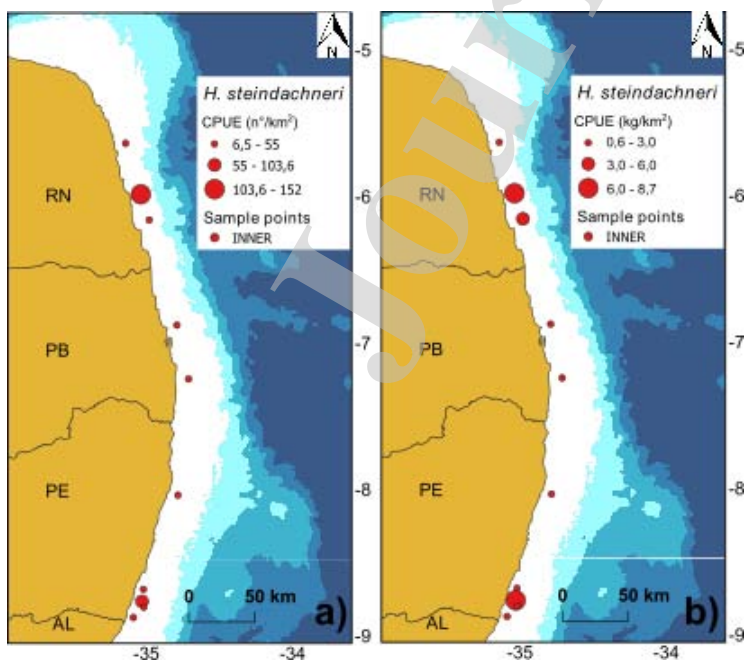 N
H. steindachneri
CPUE (n°/km²)
6,5 - 55
55 - 103,6
103,6 - 152
Sample points
INNER
RN
PB
PE
AL
0 50 km
a)
-35 -34
-5
-6
-7
-8
-9
N
H. steindachneri
CPUE (kg/km²)
0,6 - 3,0
3,0 - 6,0
6,0 - 8,7
Sample points
INNER
RN
PB
PE
AL
0 50 km
b)
-35 -34
-5
-6
-7
-8
-9
Jour